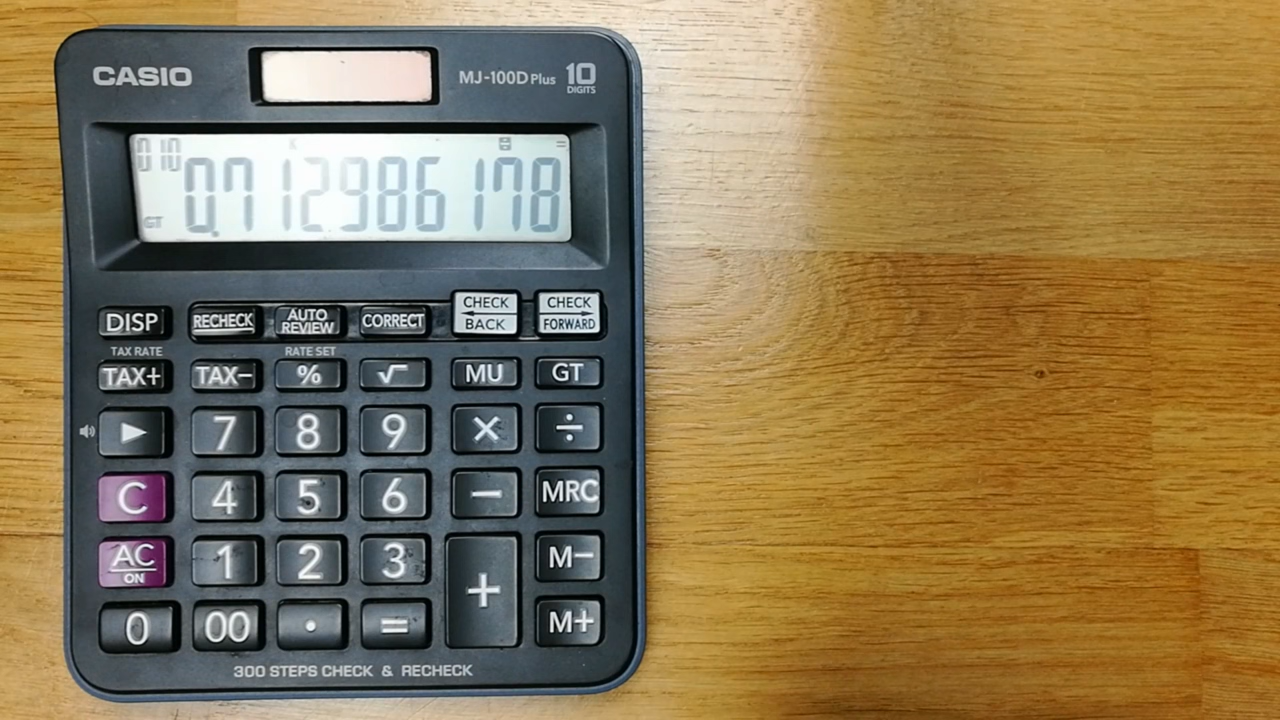 CASIO
MJ-100D Plus 10 DIGITS
010 K =
GT 0.712986178
DISP RECHECK AUTO REVIEW CORRECT CHECK BACK CHECK FORWARD
TAX RATE RATE SET
TAX+ TAX− % √ MU GT
▶ 7 8 9 × ÷
C 4 5 6 − MRC
AC ON 1 2 3 + M−
0 00 · = M+
300 STEPS CHECK & RECHECK